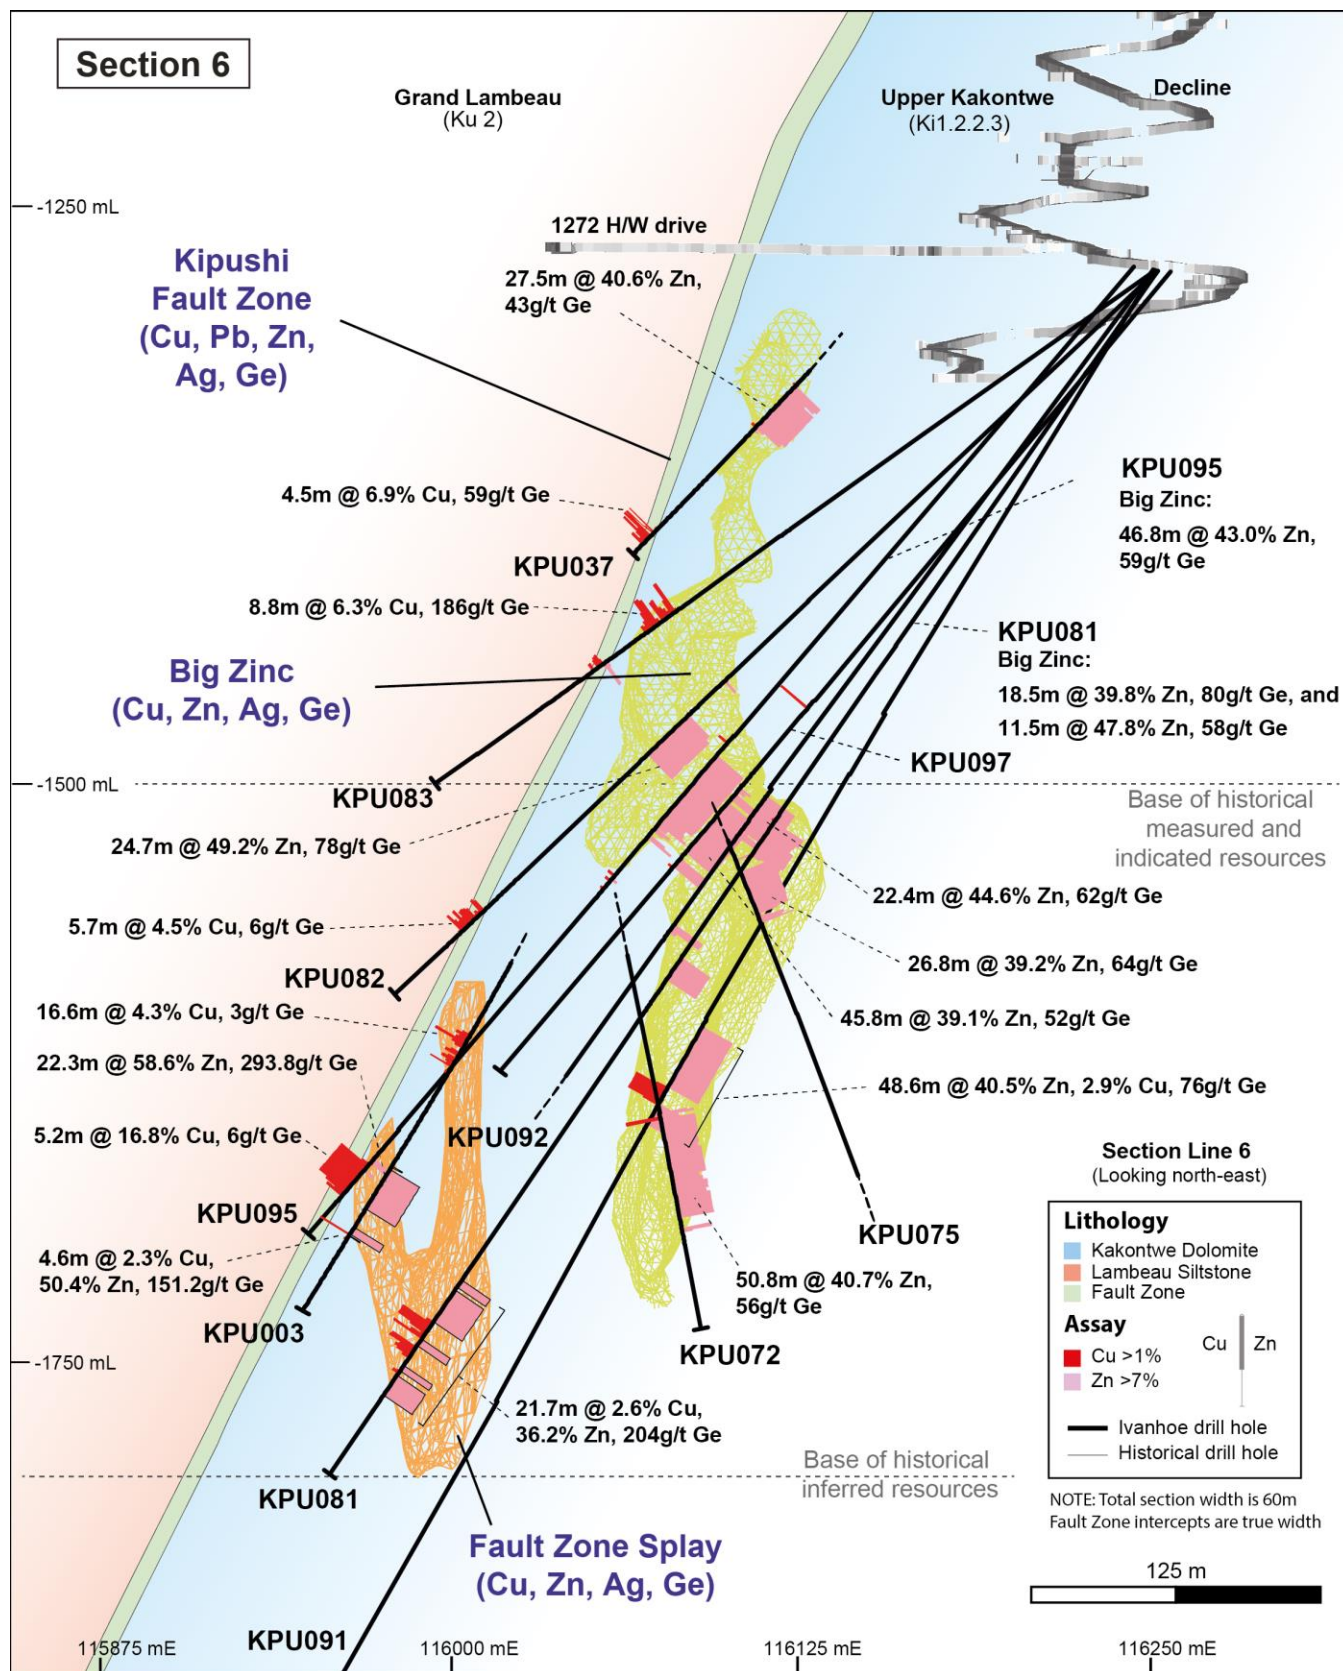 Section 6
Grand Lambeau
(Ku 2)
Upper Kakontwe
(Ki1.2.2.3)
Decline
-1250 mL
1272 H/W drive
Kipushi
Fault Zone
(Cu, Pb, Zn,
Ag, Ge)
27.5m @ 40.6% Zn,
43g/t Ge
4.5m @ 6.9% Cu, 59g/t Ge
KPU037
KPU095
Big Zinc:
46.8m @ 43.0% Zn,
59g/t Ge
8.8m @ 6.3% Cu, 186g/t Ge
KPU081
Big Zinc:
18.5m @ 39.8% Zn, 80g/t Ge, and
11.5m @ 47.8% Zn, 58g/t Ge
Big Zinc
(Cu, Zn, Ag, Ge)
KPU097
-1500 mL
KPU083
Base of historical
measured and
indicated resources
24.7m @ 49.2% Zn, 78g/t Ge
22.4m @ 44.6% Zn, 62g/t Ge
5.7m @ 4.5% Cu, 6g/t Ge
26.8m @ 39.2% Zn, 64g/t Ge
KPU082
16.6m @ 4.3% Cu, 3g/t Ge
45.8m @ 39.1% Zn, 52g/t Ge
22.3m @ 58.6% Zn, 293.8g/t Ge
48.6m @ 40.5% Zn, 2.9% Cu, 76g/t Ge
5.2m @ 16.8% Cu, 6g/t Ge
KPU092
KPU095
KPU075
4.6m @ 2.3% Cu,
50.4% Zn, 151.2g/t Ge
50.8m @ 40.7% Zn,
56g/t Ge
KPU003
KPU072
-1750 mL
21.7m @ 2.6% Cu,
36.2% Zn, 204g/t Ge
Base of historical
inferred resources
KPU081
Fault Zone Splay
(Cu, Zn, Ag, Ge)
KPU091
Section Line 6
(Looking north-east)
Lithology
Kakontwe Dolomite
Lambeau Siltstone
Fault Zone
Assay
Cu >1%
Zn >7%
Cu
Zn
Ivanhoe drill hole
Historical drill hole
NOTE: Total section width is 60m
Fault Zone intercepts are true width
125 m
115875 mE
116000 mE
116125 mE
116250 mE